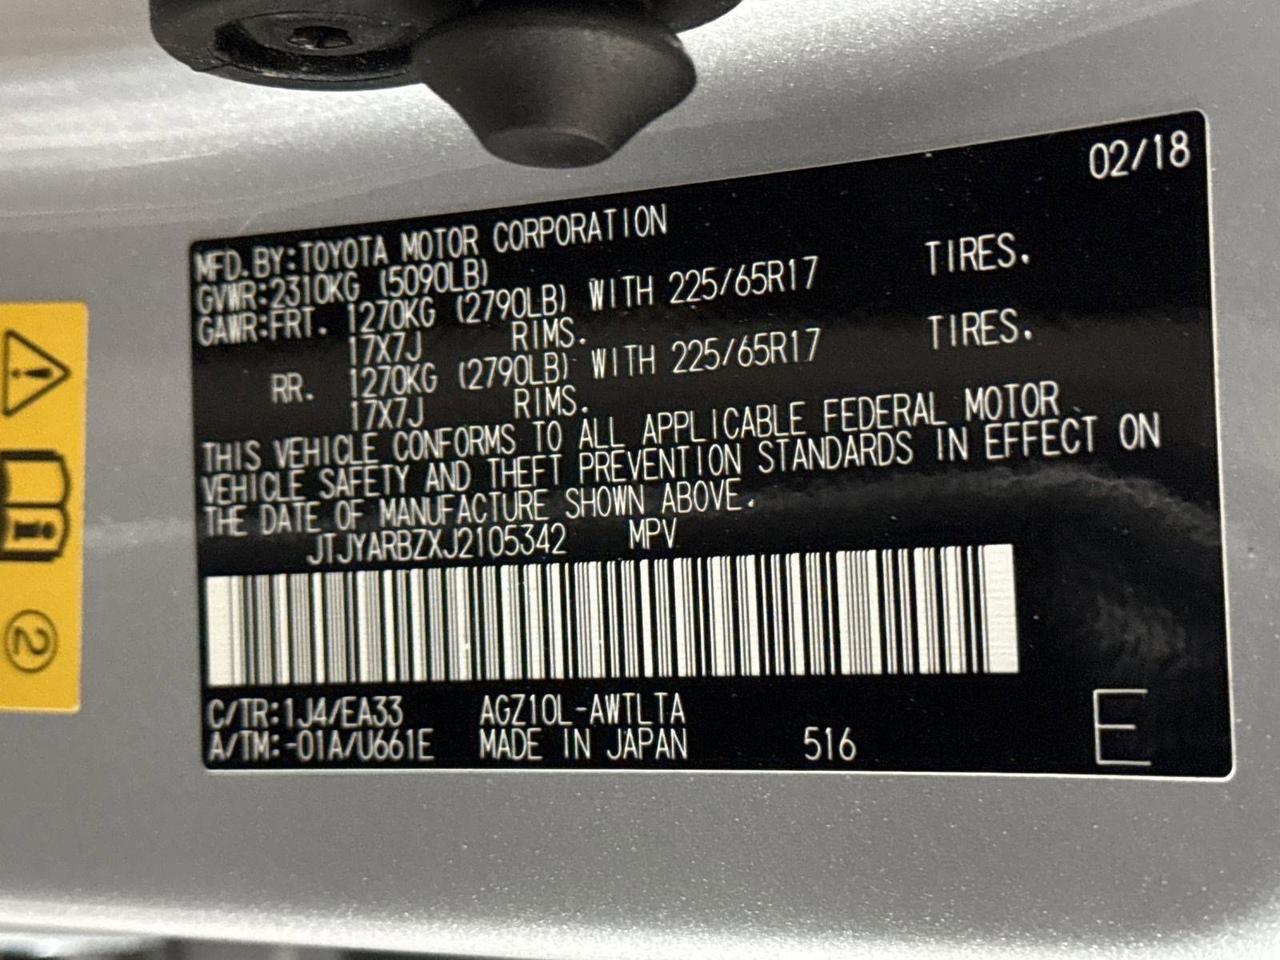 02/18
MFD.BY:TOYOTA MOTOR CORPORATION
GVWR:2310KG (5090LB)
GAWR:FRT. 1270KG (2790LB) WITH 225/65R17 TIRES.
17X7J RIMS.
RR. 1270KG (2790LB) WITH 225/65R17 TIRES.
17X7J RIMS.
THIS VEHICLE CONFORMS TO ALL APPLICABLE FEDERAL MOTOR
VEHICLE SAFETY AND THEFT PREVENTION STANDARDS IN EFFECT ON
THE DATE OF MANUFACTURE SHOWN ABOVE.
JTJYARBZXJ2105342 MPV
C/TR:1J4/EA33 AGZ10L-AWTLTA
A/TM:-01A/U661E MADE IN JAPAN 516
E
2